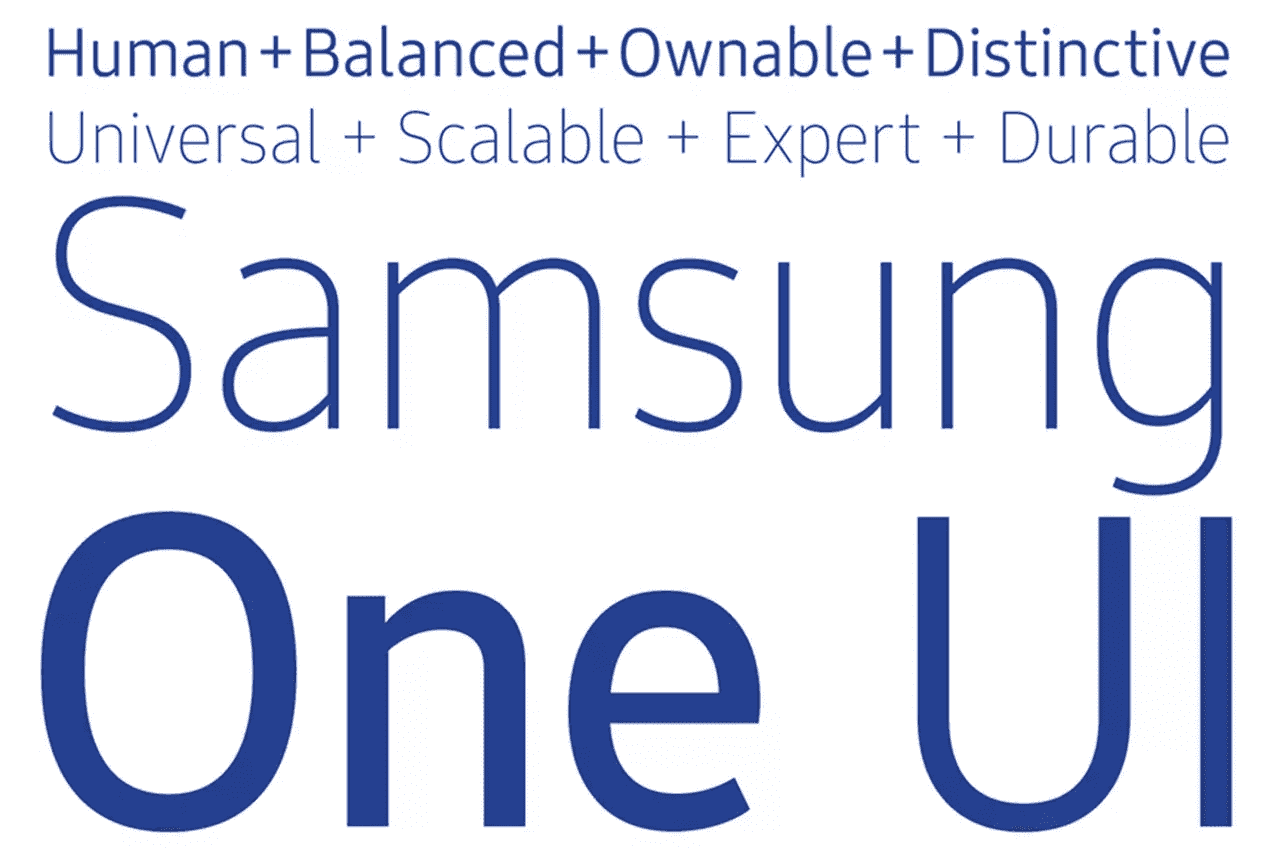 Human + Balanced + Ownable + Distinctive
Universal + Scalable + Expert + Durable
Samsung
One UI